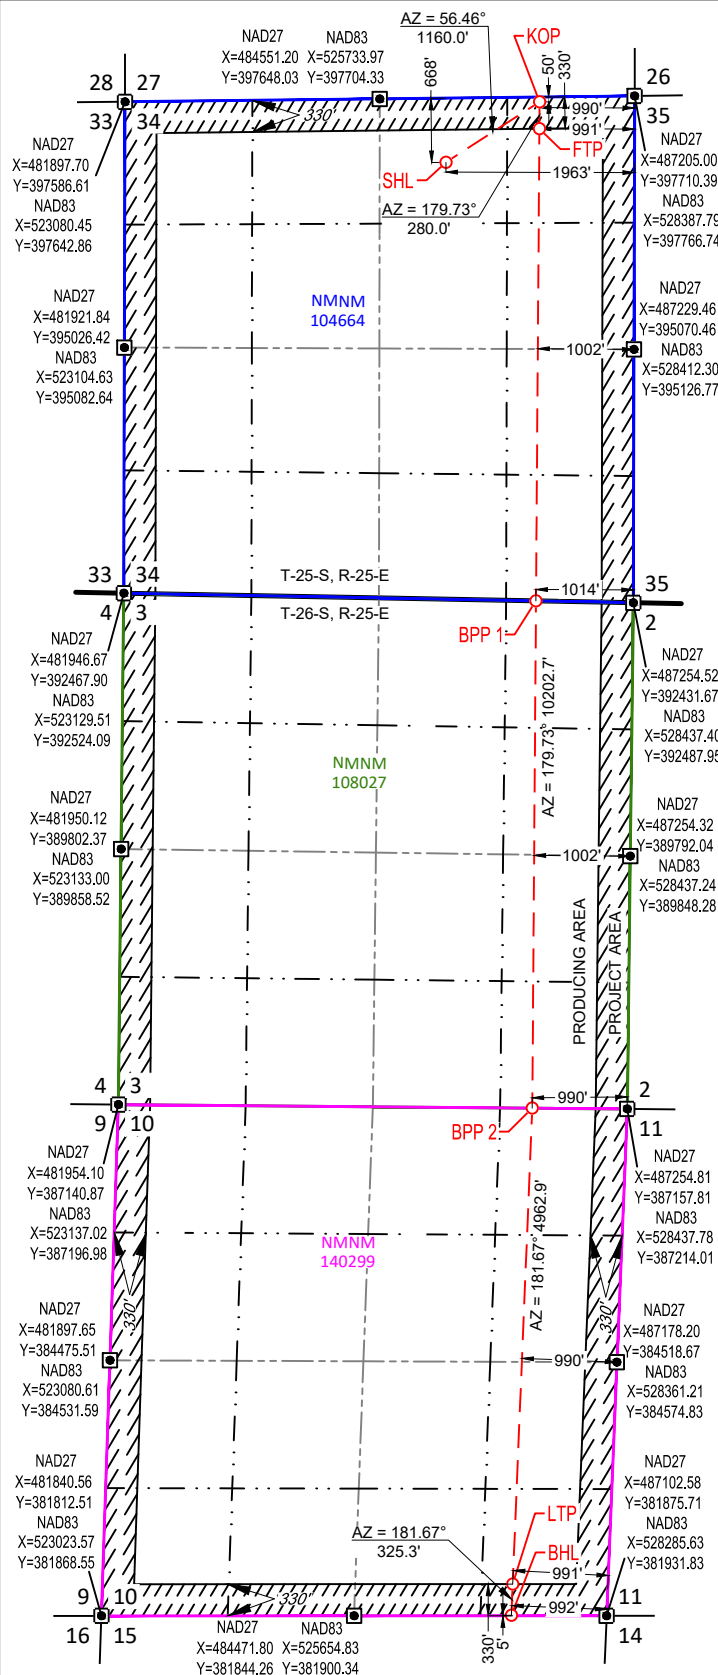 AZ = 56.46°
1160.0'
KOP
NAD27 NAD83
X=484551.20 X=525733.97
Y=397648.03 Y=397704.33
668'
50'
330'
28 27
33 34
26
35
330'
990'
991'
FTP
SHL
1963'
AZ = 179.73°
280.0'
NAD27
X=481897.70
Y=397586.61
NAD83
X=523080.45
Y=397642.86
NAD27
X=487205.00
Y=397710.39
NAD83
X=528387.79
Y=397766.74
NMNM
104664
NAD27
X=481921.84
Y=395026.42
NAD83
X=523104.63
Y=395082.64
NAD27
X=487229.46
Y=395070.46
NAD83
X=528412.30
Y=395126.77
1002'
33 34
4 3
T-25-S, R-25-E
T-26-S, R-25-E
1014'
35
2
BPP 1
NAD27
X=481946.67
Y=392467.90
NAD83
X=523129.51
Y=392524.09
NAD27
X=487254.52
Y=392431.67
NAD83
X=528437.40
Y=392487.95
AZ = 179.73° 10202.7'
NMNM
108027
NAD27
X=481950.12
Y=389802.37
NAD83
X=523133.00
Y=389858.52
NAD27
X=487254.32
Y=389792.04
NAD83
X=528437.24
Y=389848.28
1002'
PRODUCING AREA
PROJECT AREA
4 3
9 10
990'
2
11
BPP 2
NAD27
X=481954.10
Y=387140.87
NAD83
X=523137.02
Y=387196.98
NAD27
X=487254.81
Y=387157.81
NAD83
X=528437.78
Y=387214.01
NMNM
140299
AZ = 181.67° 4962.9'
330'
330'
NAD27
X=481897.65
Y=384475.51
NAD83
X=523080.61
Y=384531.59
NAD27
X=487178.20
Y=384518.67
NAD83
X=528361.21
Y=384574.83
990'
NAD27
X=481840.56
Y=381812.51
NAD83
X=523023.57
Y=381868.55
NAD27
X=487102.58
Y=381875.71
NAD83
X=528285.63
Y=381931.83
LTP
AZ = 181.67°
325.3'
BHL
991'
330'
992'
9 10
16 15
11
14
330'
5'
NAD27 NAD83
X=484471.80 X=525654.83
Y=381844.26 Y=381900.34